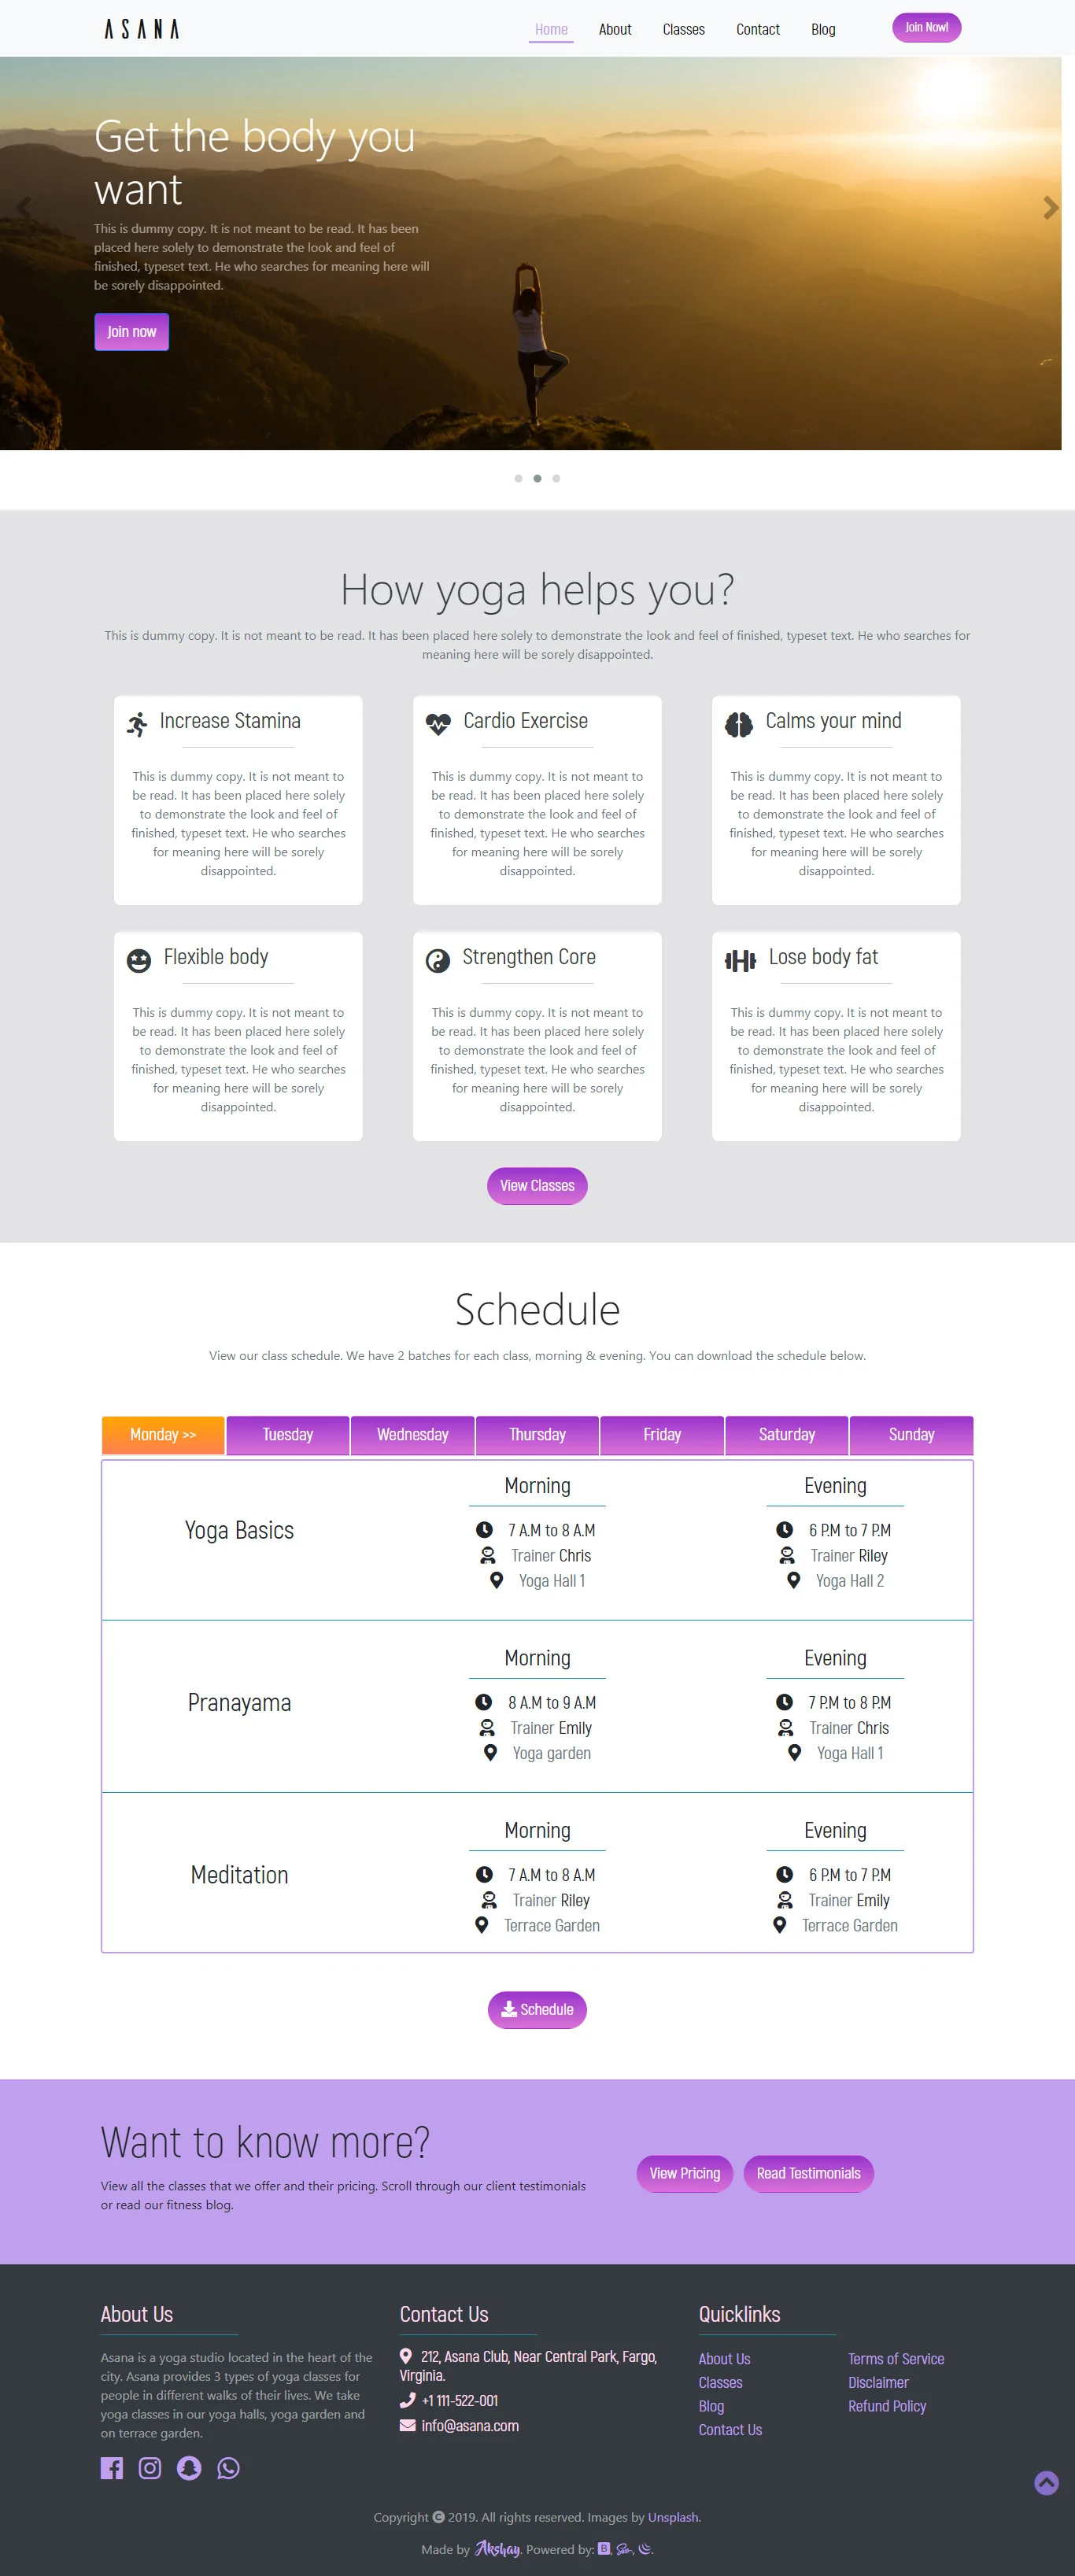 ASANA
Home About Classes Contact Blog Join Now!
Get the body you
want
This is dummy copy. It is not meant to be read. It has been
placed here solely to demonstrate the look and feel of
finished, typeset text. He who searches for meaning here will
be sorely disappointed.
Join now
How yoga helps you?
This is dummy copy. It is not meant to be read. It has been placed here solely to demonstrate the look and feel of finished, typeset text. He who searches for
meaning here will be sorely disappointed.
Increase Stamina
This is dummy copy. It is not meant to
be read. It has been placed here solely
to demonstrate the look and feel of
finished, typeset text. He who searches
for meaning here will be sorely
disappointed.
Cardio Exercise
This is dummy copy. It is not meant to
be read. It has been placed here solely
to demonstrate the look and feel of
finished, typeset text. He who searches
for meaning here will be sorely
disappointed.
Calms your mind
This is dummy copy. It is not meant to
be read. It has been placed here solely
to demonstrate the look and feel of
finished, typeset text. He who searches
for meaning here will be sorely
disappointed.
Flexible body
This is dummy copy. It is not meant to
be read. It has been placed here solely
to demonstrate the look and feel of
finished, typeset text. He who searches
for meaning here will be sorely
disappointed.
Strengthen Core
This is dummy copy. It is not meant to
be read. It has been placed here solely
to demonstrate the look and feel of
finished, typeset text. He who searches
for meaning here will be sorely
disappointed.
Lose body fat
This is dummy copy. It is not meant to
be read. It has been placed here solely
to demonstrate the look and feel of
finished, typeset text. He who searches
for meaning here will be sorely
disappointed.
View Classes
Schedule
View our class schedule. We have 2 batches for each class, morning & evening. You can download the schedule below.
Monday >> Tuesday Wednesday Thursday Friday Saturday Sunday
Yoga Basics
Morning
7 A.M to 8 A.M
Trainer Chris
Yoga Hall 1
Evening
6 P.M to 7 P.M
Trainer Riley
Yoga Hall 2
Pranayama
Morning
8 A.M to 9 A.M
Trainer Emily
Yoga garden
Evening
7 P.M to 8 P.M
Trainer Chris
Yoga Hall 1
Meditation
Morning
7 A.M to 8 A.M
Trainer Riley
Terrace Garden
Evening
6 P.M to 7 P.M
Trainer Emily
Terrace Garden
Schedule
Want to know more?
View all the classes that we offer and their pricing. Scroll through our client testimonials
or read our fitness blog.
View Pricing Read Testimonials
About Us
Asana is a yoga studio located in the heart of the
city. Asana provides 3 types of yoga classes for
people in different walks of their lives. We take
yoga classes in our yoga halls, yoga garden and
on terrace garden.
Contact Us
212, Asana Club, Near Central Park, Fargo,
Virginia.
+1 111-522-001
info@asana.com
Quicklinks
About Us
Classes
Blog
Contact Us
Terms of Service
Disclaimer
Refund Policy
Copyright © 2019. All rights reserved. Images by Unsplash.
Made by Akshay. Powered by: B, Sass, .